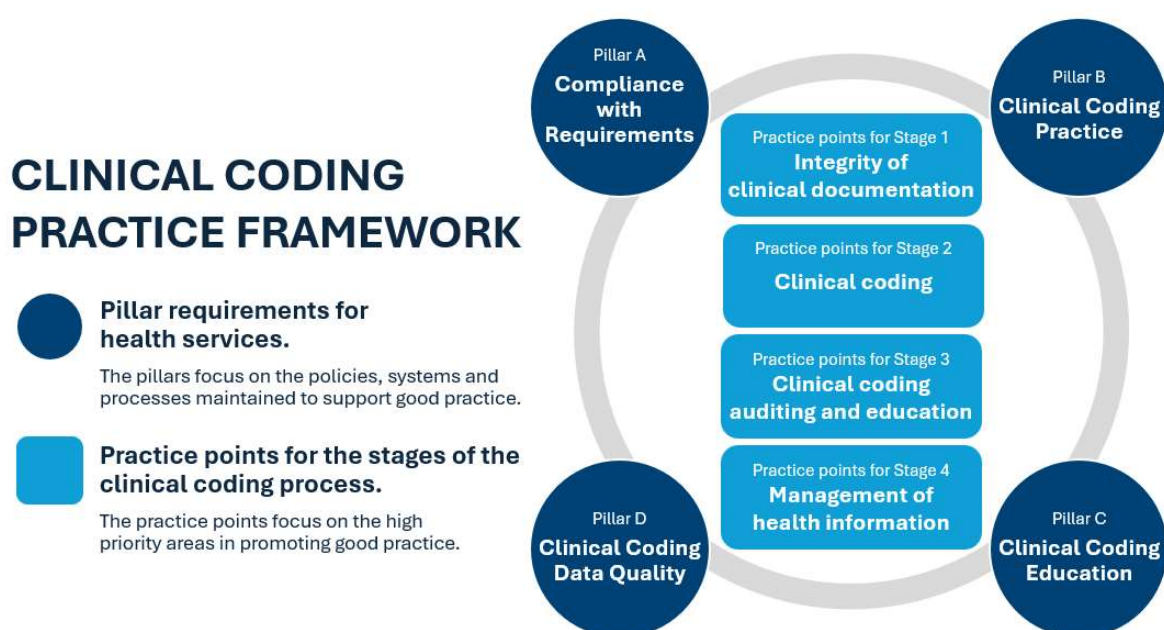 CLINICAL CODING
PRACTICE FRAMEWORK
Pillar requirements for
health services.
The pillars focus on the policies, systems and
processes maintained to support good practice.
Practice points for the stages of the
clinical coding process.
The practice points focus on the high
priority areas in promoting good practice.
Pillar A
Compliance
with
Requirements
Pillar B
Clinical Coding
Practice
Practice points for Stage 1
Integrity of
clinical documentation
Practice points for Stage 2
Clinical coding
Practice points for Stage 3
Clinical coding
auditing and education
Practice points for Stage 4
Management of
health information
Pillar D
Clinical Coding
Data Quality
Pillar C
Clinical Coding
Education